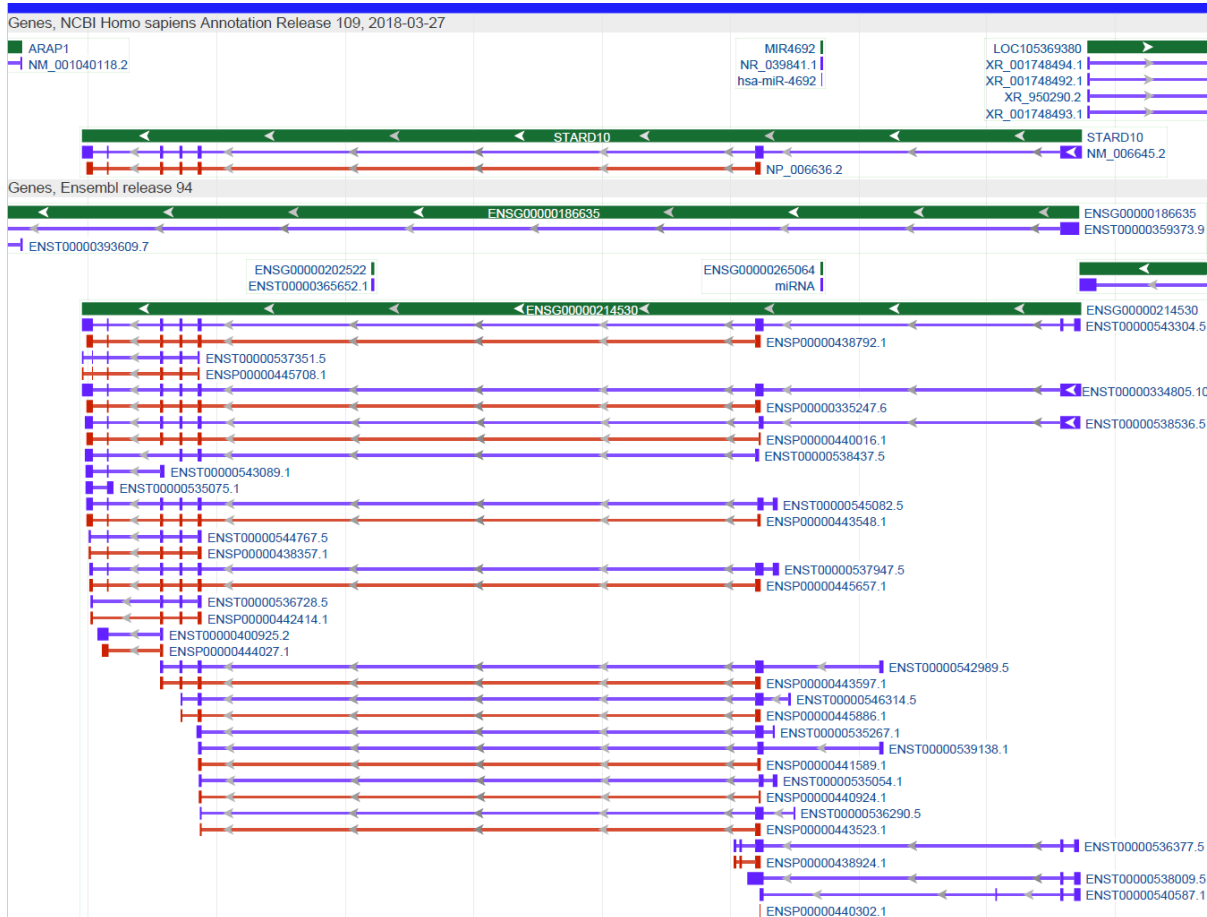 Genes, NCBI Homo sapiens Annotation Release 109, 2018-03-27
ARAP1 MIR4692 LOC105369380
NM_001040118.2 NR_039841.1 XR_001748494.1
hsa-miR-4692 XR_001748492.1
XR_950290.2
XR_001748493.1
STARD10 STARD10
NM_006645.2
NP_006636.2
Genes, Ensembl release 94
ENSG00000186635 ENSG00000186635
ENST00000359373.9
ENST00000393609.7
ENSG00000202522 ENSG00000265064
ENST00000365652.1 miRNA
ENSG00000214530 ENSG00000214530
ENST00000543304.5
ENSP00000438792.1
ENST00000537351.5
ENSP00000445708.1
ENST00000334805.10
ENSP00000335247.6
ENST00000538536.5
ENSP00000440016.1
ENST00000538437.5
ENST00000543089.1
ENST00000535075.1
ENST00000545082.5
ENSP00000443548.1
ENST00000544767.5
ENSP00000438357.1
ENST00000537947.5
ENSP00000445657.1
ENST00000536728.5
ENSP00000442414.1
ENST00000400925.2
ENSP00000444027.1
ENST00000542989.5
ENSP00000443597.1
ENST00000546314.5
ENSP00000445886.1
ENST00000535267.1
ENST00000539138.1
ENSP00000441589.1
ENST00000535054.1
ENSP00000440924.1
ENST00000536290.5
ENSP00000443523.1
ENST00000536377.5
ENSP00000438924.1
ENST00000538009.5
ENST00000540587.1
ENSP00000440302.1